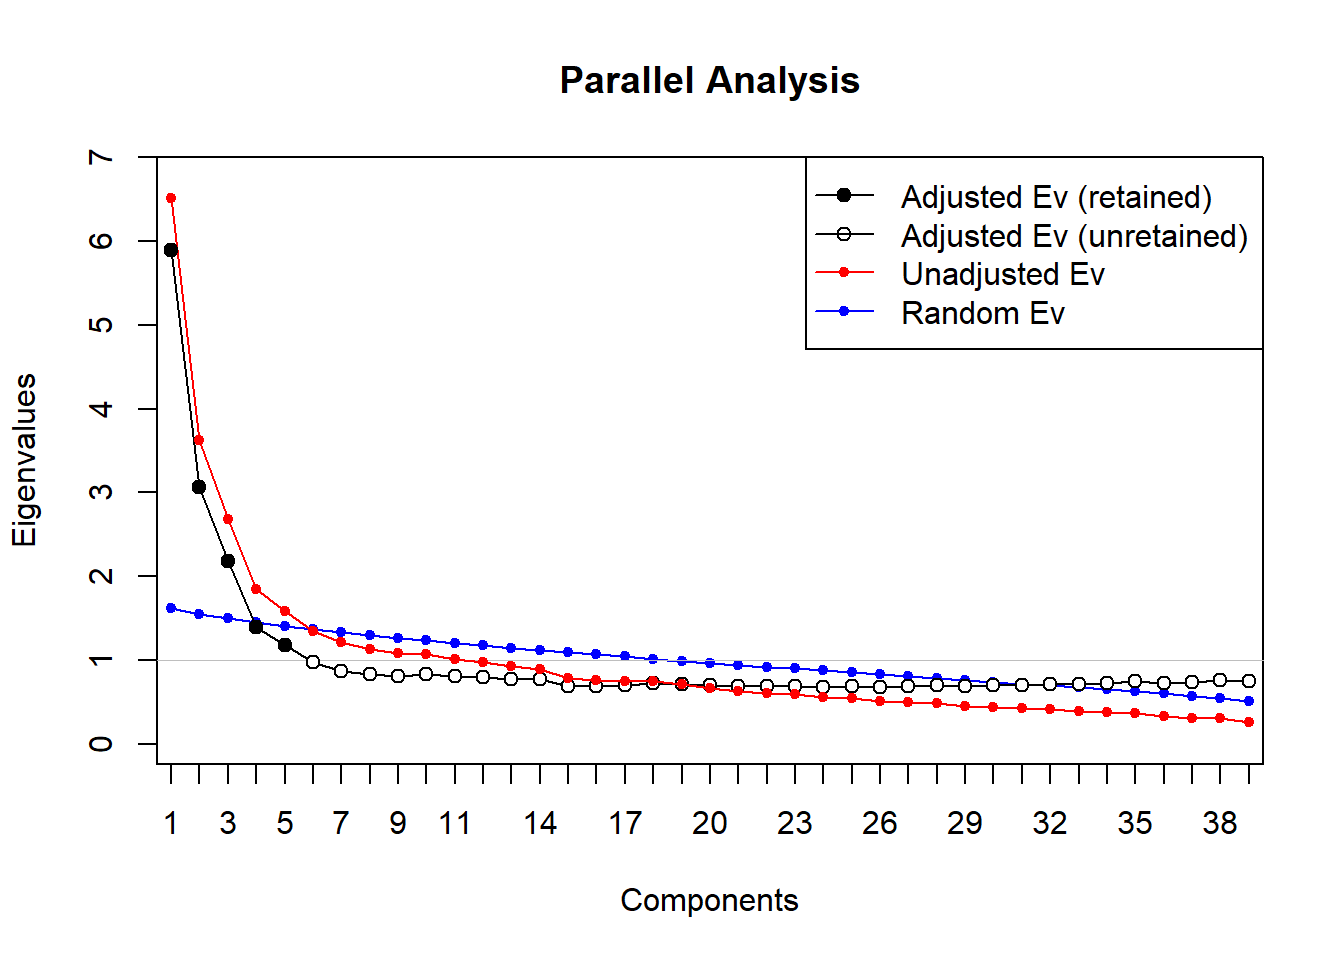 Parallel Analysis
Adjusted Ev (retained)
Adjusted Ev (unretained)
Unadjusted Ev
Random Ev
Eigenvalues
7
6
5
4
3
2
1
0
1 3 5 7 9 11 14 17 20 23 26 29 32 35 38
Components